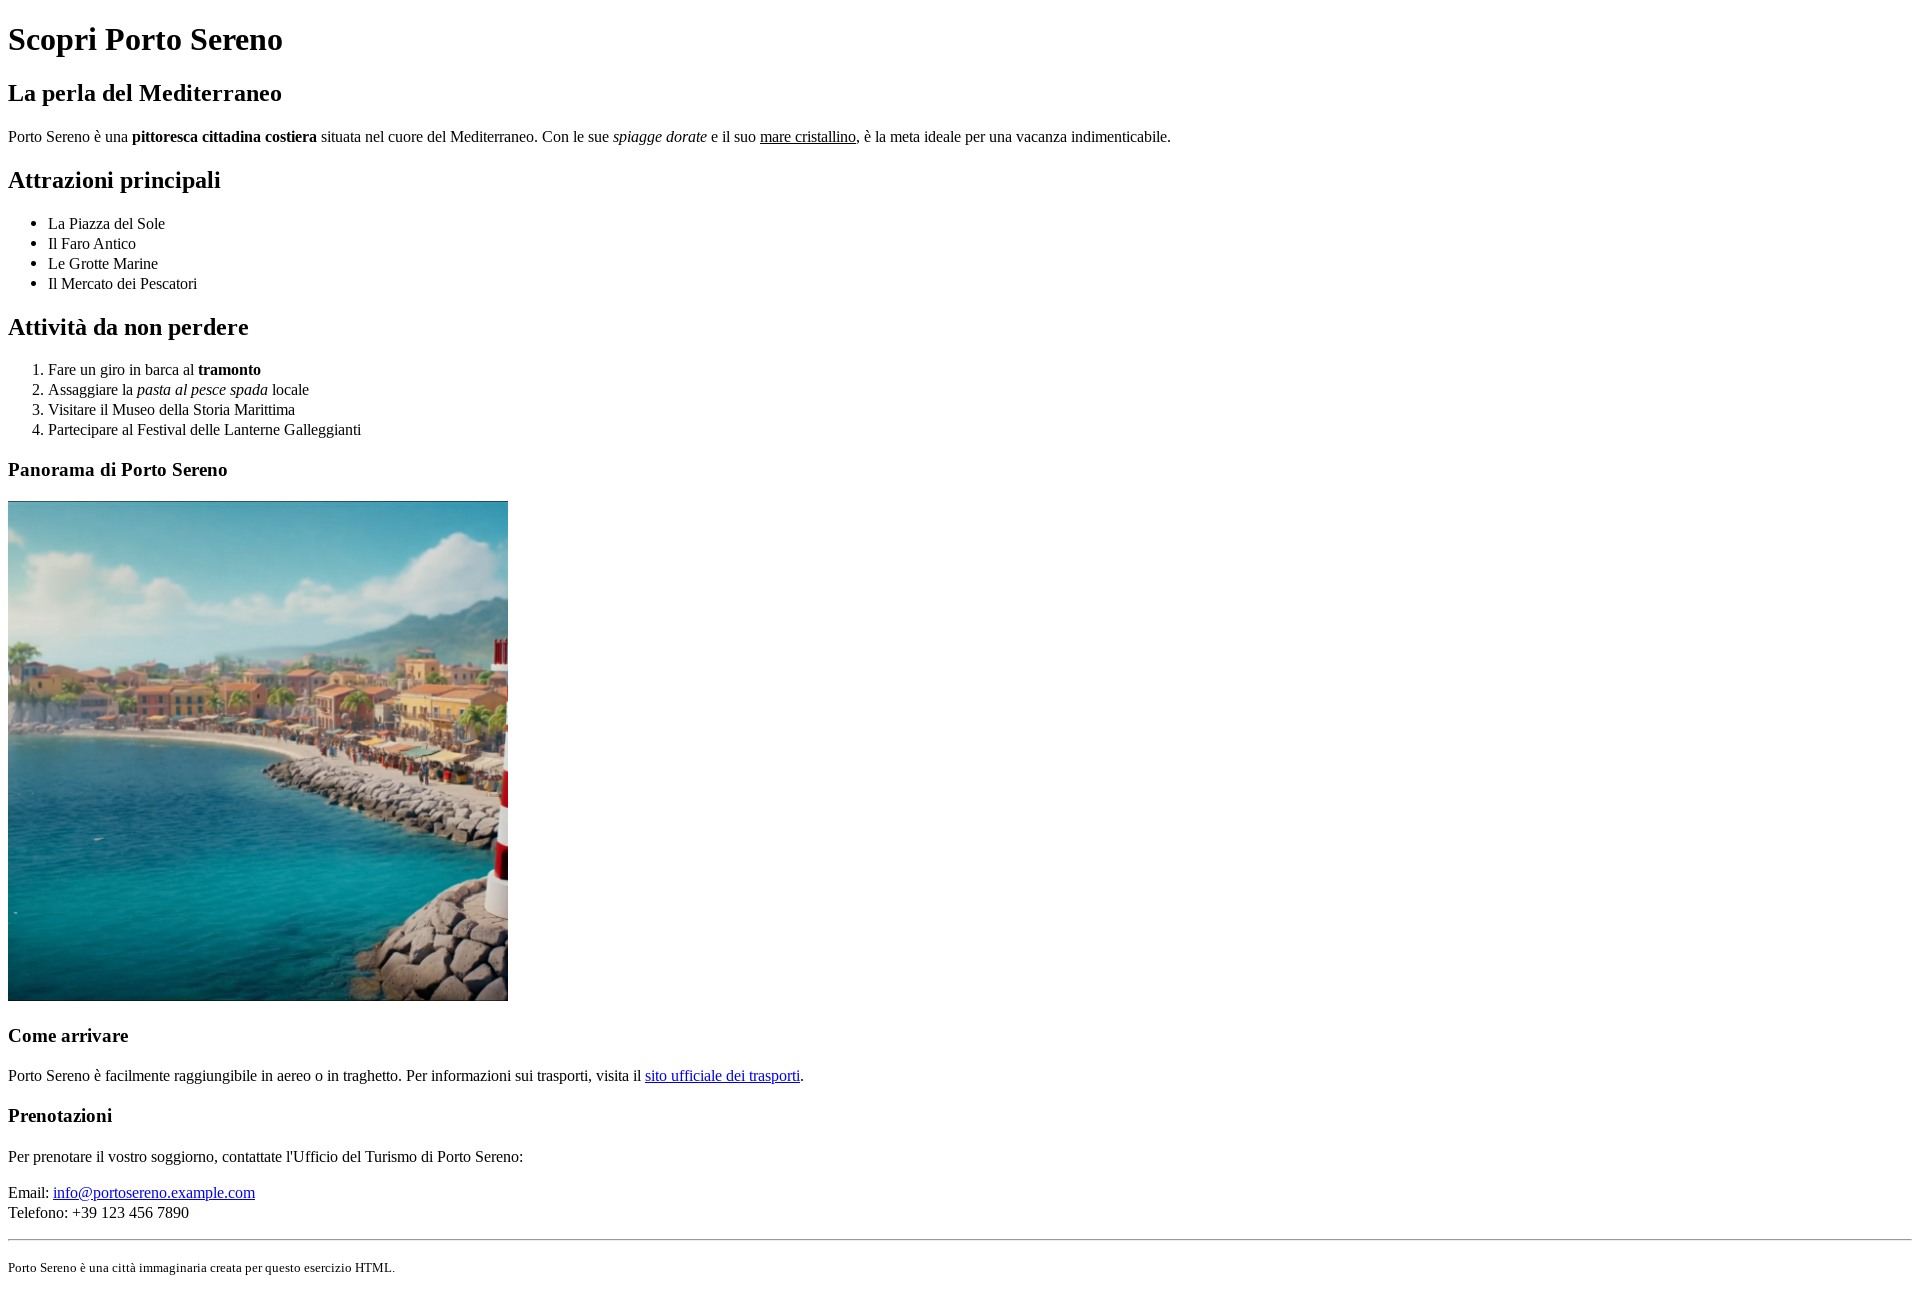 Scopri Porto Sereno
La perla del Mediterraneo
Porto Sereno è una pittoresca cittadina costiera situata nel cuore del Mediterraneo. Con le sue spiagge dorate e il suo mare cristallino, è la meta ideale per una vacanza indimenticabile.
Attrazioni principali
• La Piazza del Sole
• Il Faro Antico
• Le Grotte Marine
• Il Mercato dei Pescatori
Attività da non perdere
1. Fare un giro in barca al tramonto
2. Assaggiare la pasta al pesce spada locale
3. Visitare il Museo della Storia Marittima
4. Partecipare al Festival delle Lanterne Galleggianti
Panorama di Porto Sereno
Come arrivare
Porto Sereno è facilmente raggiungibile in aereo o in traghetto. Per informazioni sui trasporti, visita il sito ufficiale dei trasporti.
Prenotazioni
Per prenotare il vostro soggiorno, contattate l'Ufficio del Turismo di Porto Sereno:
Email: info@portosereno.example.com
Telefono: +39 123 456 7890
Porto Sereno è una città immaginaria creata per questo esercizio HTML.